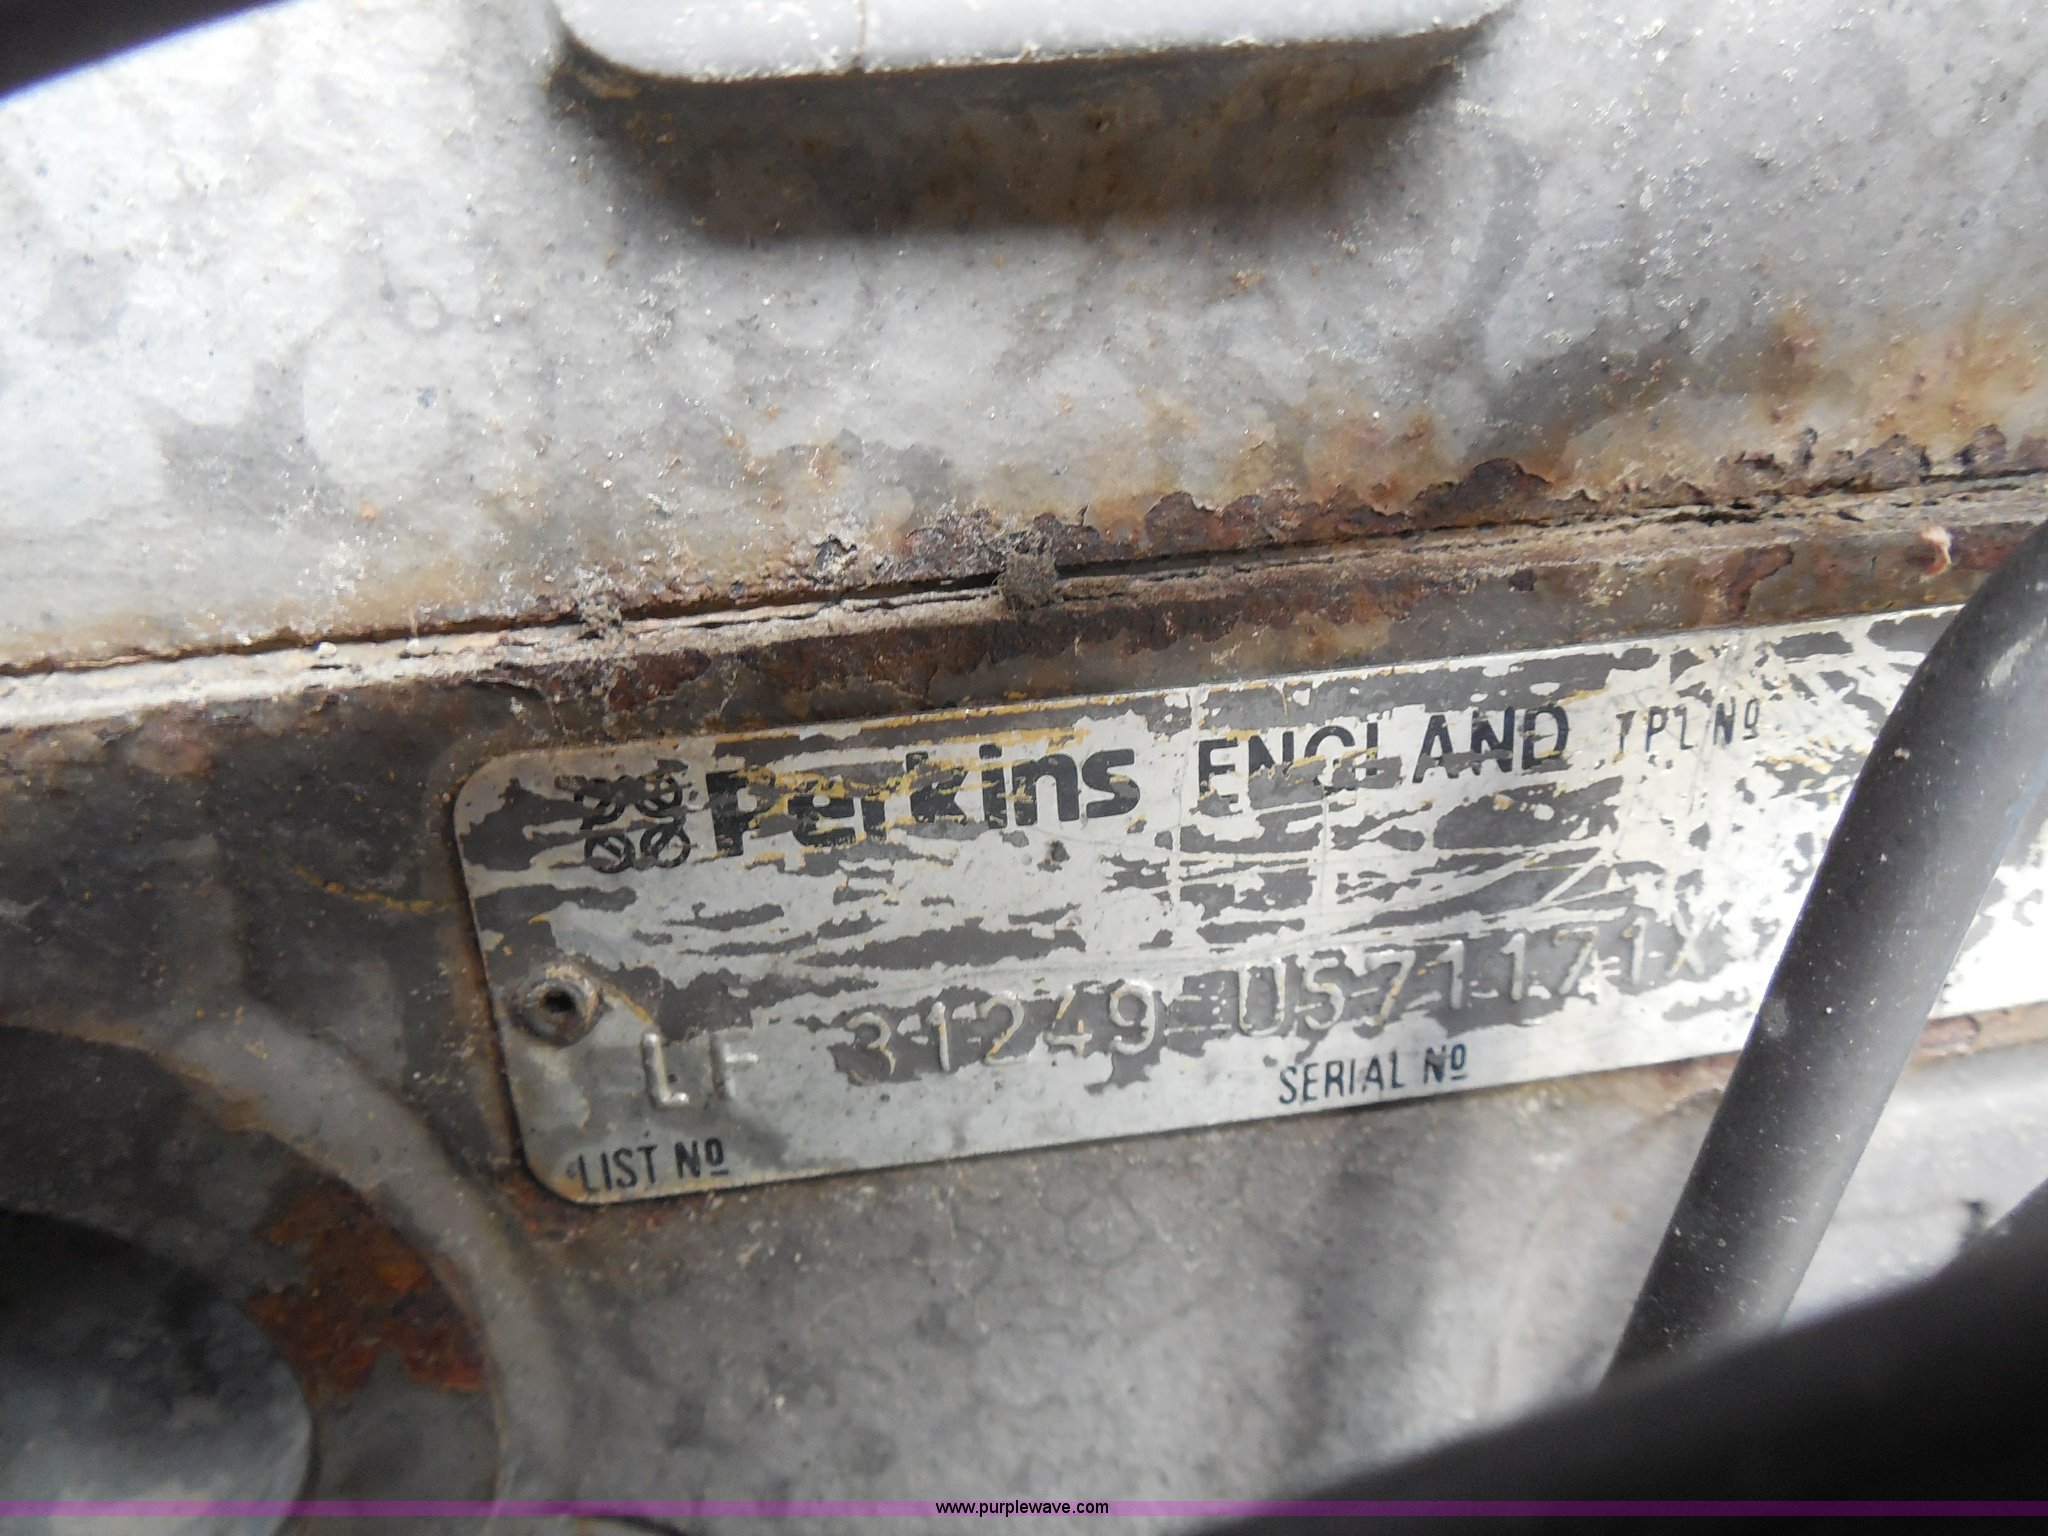 Perkins ENGLAND TPL Nº
LF 31249 U571171X
SERIAL Nº
LIST Nº
www.purplewave.com